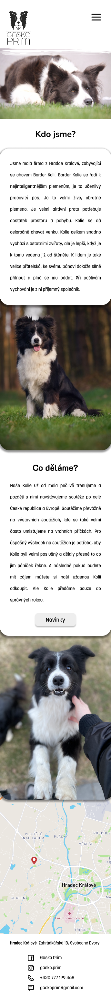 GASKO
PRIM
Kdo jsme?
Jsme malá firma z Hradce Králové, zabývající
se chovem Border Kolií. Border Kolie se řadí k
nejinteligentnějším plemenům, je to učenlivý
pracovitý pes. Je to velmi živé, obratné
plemeno. Je velmi aktivní proto potřebuje
dostatek prostoru a pohybu. Kolie se dá
celoročně chovat venku. Kolie celkem snadno
vychází s ostatními zvířaty, ale je lepší, když je
k tomu vedena již od štěněte. K lidem je také
velice přátelská, ke svému pánovi dokáže silně
přilnout a plně se mu oddat. Při pečlivém
vychování je z ní příjemný společník.
Co děláme?
Naše Kolie už od mala pečlivě trénujeme a
později s nimi navštěvujeme soutěže po celé
České republice a Evropě. Soutěžíme převážně
na výstavních soutěžích, kde se také velmi
často umisťujeme na vrchních příčkách. Pro
úspěšný výsledek na soutěžích je potřeba, aby
Kolie byli velmi poslušný a dělaly přesně to co
jim páníček řekne. A následně pokud budete
mít zájem můžete si naši úžasnou Kolii
odkoupit. Ale Kolie předáme pouze do
správných rukou.
Novinky
PLOTIŠTĚ
NAD LABEM
PLÁCKY
POUCHOV
VĚKOŠE
S
PŘ
Hradec Králové
KUKLENY
MA
Fakultní nemocnice
TŘEBEŠ
Hradec Králové Zahrádkářská 13, Svobodné Dvory
Gasko Prim
gasko.prim
+420 777 199 468
gaskoprim@gmail.com